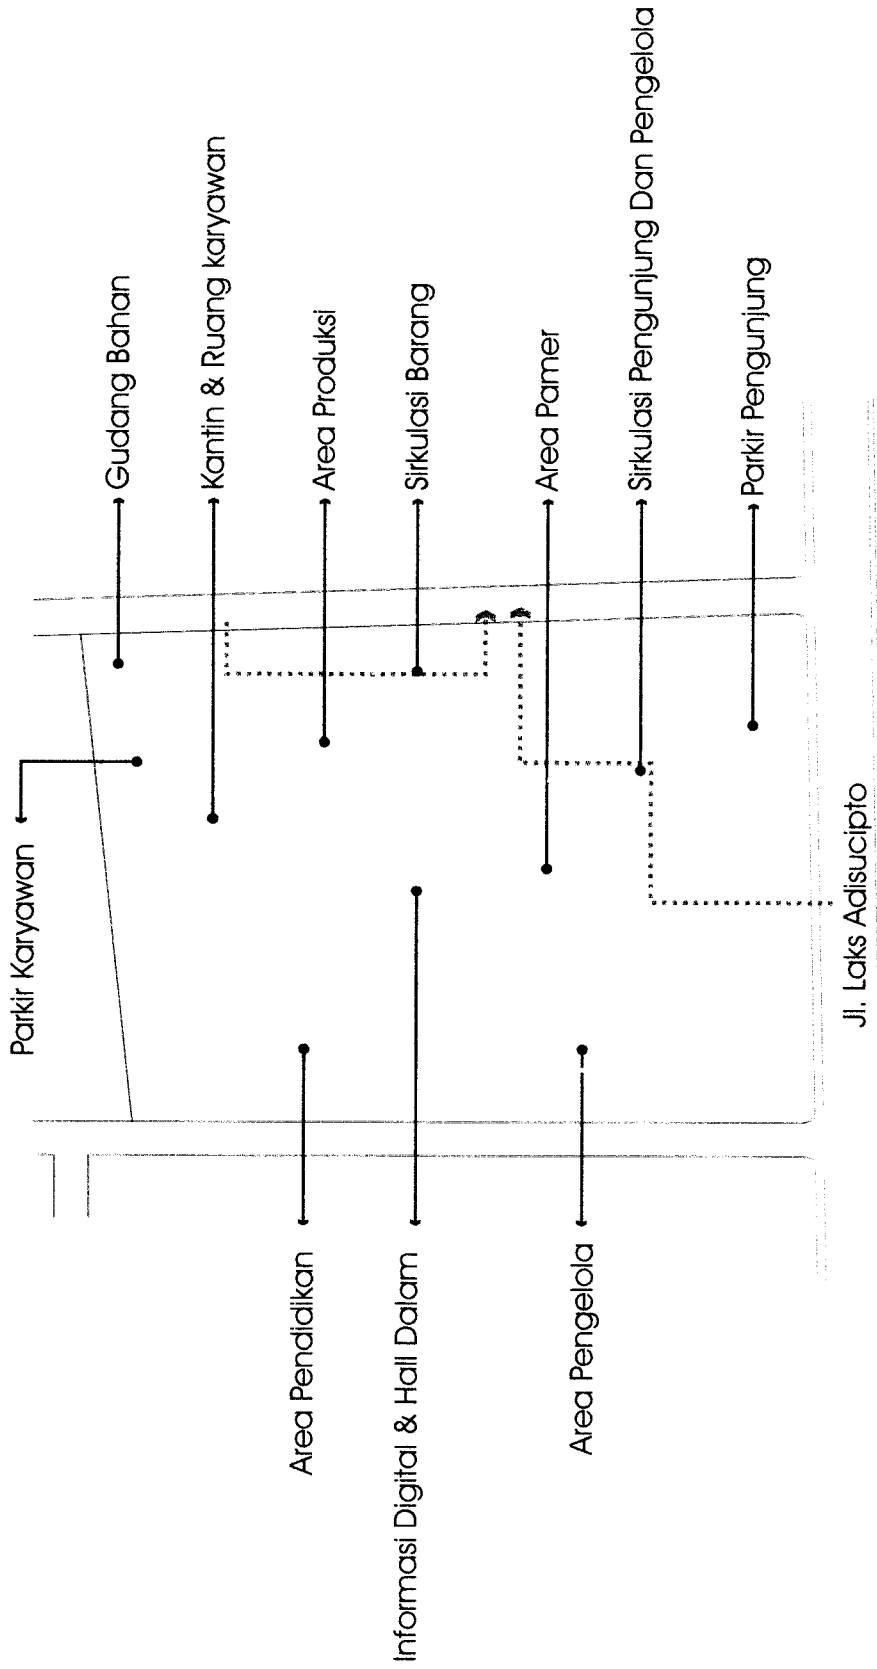 Parkir Karyawan
Gudang Bahan
Kantin & Ruang karyawan
Area Produksi
Sirkulasi Barang
Area Pamer
Sirkulasi Pengunjung Dan Pengelola
Parkir Pengunjung
Area Pendidikan
Informasi Digital & Hall Dalam
Area Pengelola
Jl. Laks Adisucipto